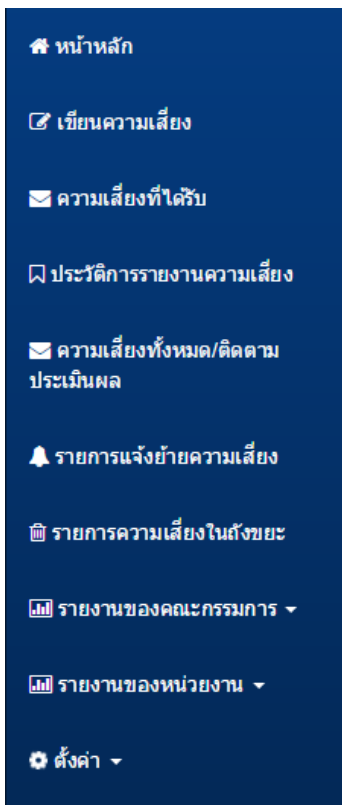 หน้าหลัก
เขียนความเสี่ยง
ความเสี่ยงที่ได้รับ
ประวัติการรายงานความเสี่ยง
ความเสี่ยงทั้งหมด/ติดตาม
ประเมินผล
รายการแจ้งย้ายความเสี่ยง
รายการความเสี่ยงในถังขยะ
รายงานของคณะกรรมการ
รายงานของหน่วยงาน
ตั้งค่า